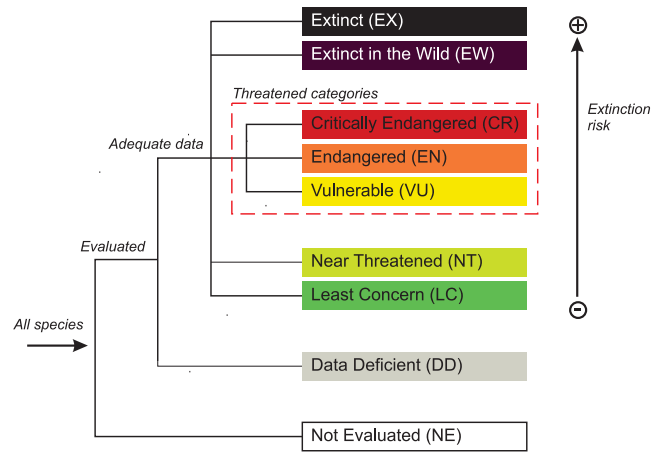 Extinct (EX)
Extinct in the Wild (EW)
Threatened categories
Critically Endangered (CR)
Adequate data
Endangered (EN)
Vulnerable (VU)
Extinction
risk
Evaluated
Near Threatened (NT)
Least Concern (LC)
All species
Data Deficient (DD)
Not Evaluated (NE)